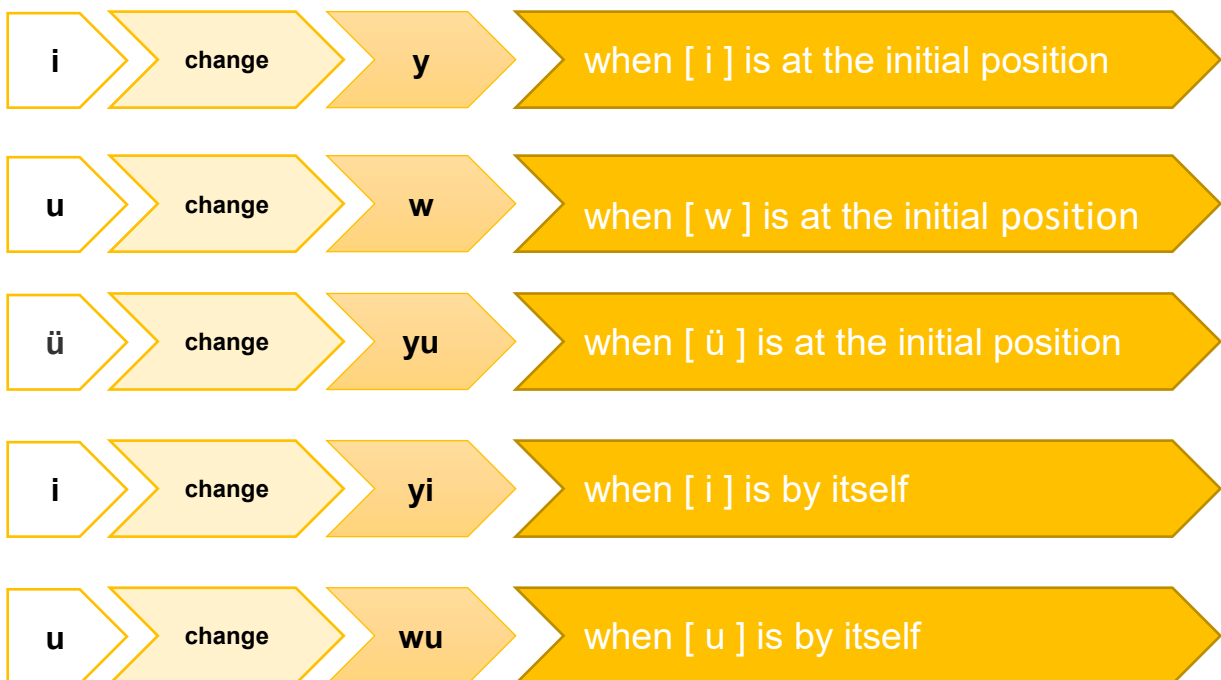 i change y when [ i ] is at the initial position
u change w when [ w ] is at the initial position
ü change yu when [ ü ] is at the initial position
i change yi when [ i ] is by itself
u change wu when [ u ] is by itself